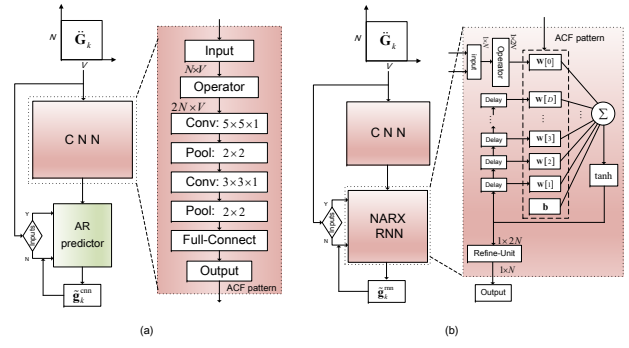 N
G̈ₖ
V
CNN
Y
inputs
N
AR
predictor
g̃ₖᶜⁿⁿ
Input
N×V
Operator
2N×V
Conv: 5×5×1
Pool: 2×2
Conv: 3×3×1
Pool: 2×2
Full-Connect
Output
ACF pattern
(a)
N
G̈ₖ
V
CNN
Y
inputs
N
NARX
RNN
g̃ₖʳⁿⁿ
ACF pattern
input
1×N
Operator
1×2N
w[0]
Delay
w[D]
Delay
w[3]
Delay
w[2]
Delay
w[1]
b
Σ
tanh
1×2N
Refine-Unit
1×N
Output
(b)